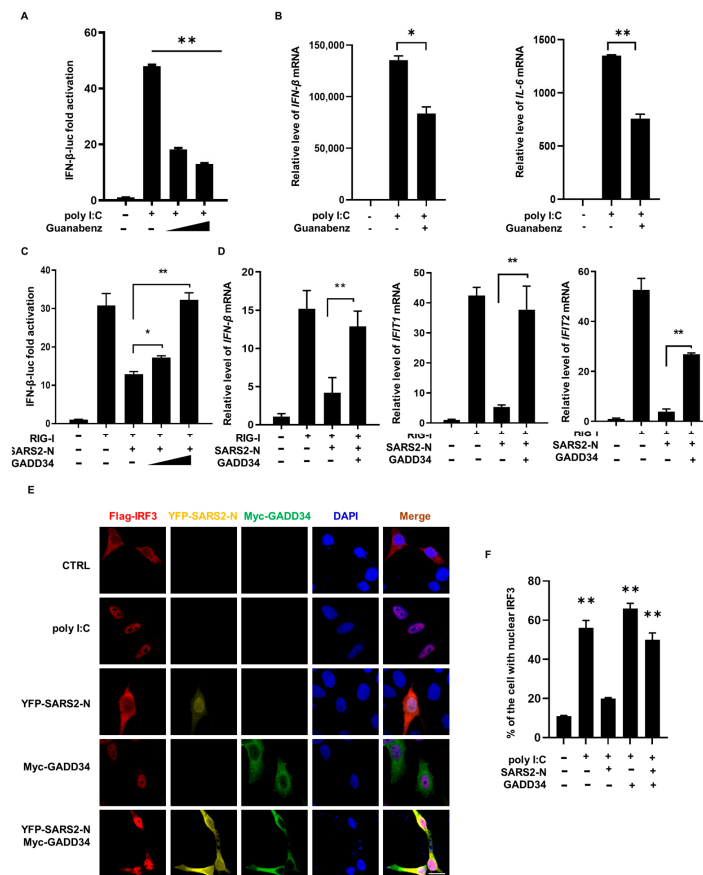 A
IFN-β-luc fold activation
60
40
20
0
**
poly I:C – + + +
Guanabenz – –
B
Relative level of IFN-β mRNA
150,000
100,000
50,000
0
*
poly I:C - + +
Guanabenz - - +
Relative leve of IL-6 mRNA
1500
1000
500
0
**
poly I:C - + +
Guanabenz - - +
C
IFN-β-luc fold activation
40
30
20
10
0
**
*
RIG-I – + + + +
SARS2-N – – + + +
GADD34 – – –
D
Relative level of IFN-β mRNA
20
15
10
5
0
**
RIG-I – + + +
SARS2-N – – + +
GADD34 – – – +
Relative level of IFIT1 mRNA
60
40
20
0
**
RIG-I – + + +
SARS2-N – – + +
GADD34 – – – +
Relative level of IFIT2 mRNA
60
40
20
0
**
RIG-I – + + +
SARS2-N – – + +
GADD34 – – – +
E
Flag-IRF3 YFP-SARS2-N Myc-GADD34 DAPI Merge
CTRL
poly I:C
YFP-SARS2-N
Myc-GADD34
YFP-SARS2-N
Myc-GADD34
F
% of the cell with nuclear IRF3
80
60
40
20
0
** ** **
poly I:C – + + + +
SARS2-N – – + – +
GADD34 – – – + +